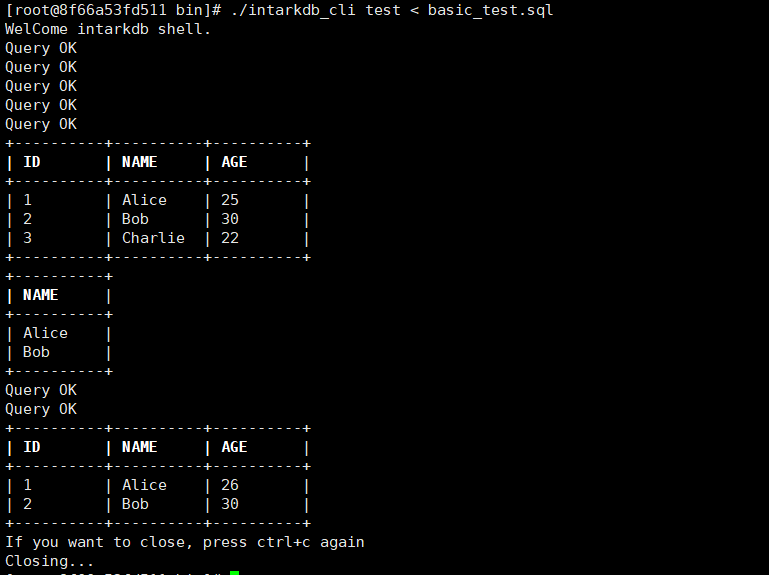 [root@8f66a53fd511 bin]# ./intarkdb_cli test < basic_test.sql
WelCome intarkdb shell.
Query OK
Query OK
Query OK
Query OK
Query OK
+----------+----------+----------+
| ID       | NAME     | AGE      |
+----------+----------+----------+
| 1        | Alice    | 25       |
| 2        | Bob      | 30       |
| 3        | Charlie  | 22       |
+----------+----------+----------+
+----------+
| NAME     |
+----------+
| Alice    |
| Bob      |
+----------+
Query OK
Query OK
+----------+----------+----------+
| ID       | NAME     | AGE      |
+----------+----------+----------+
| 1        | Alice    | 26       |
| 2        | Bob      | 30       |
+----------+----------+----------+
If you want to close, press ctrl+c again
Closing...